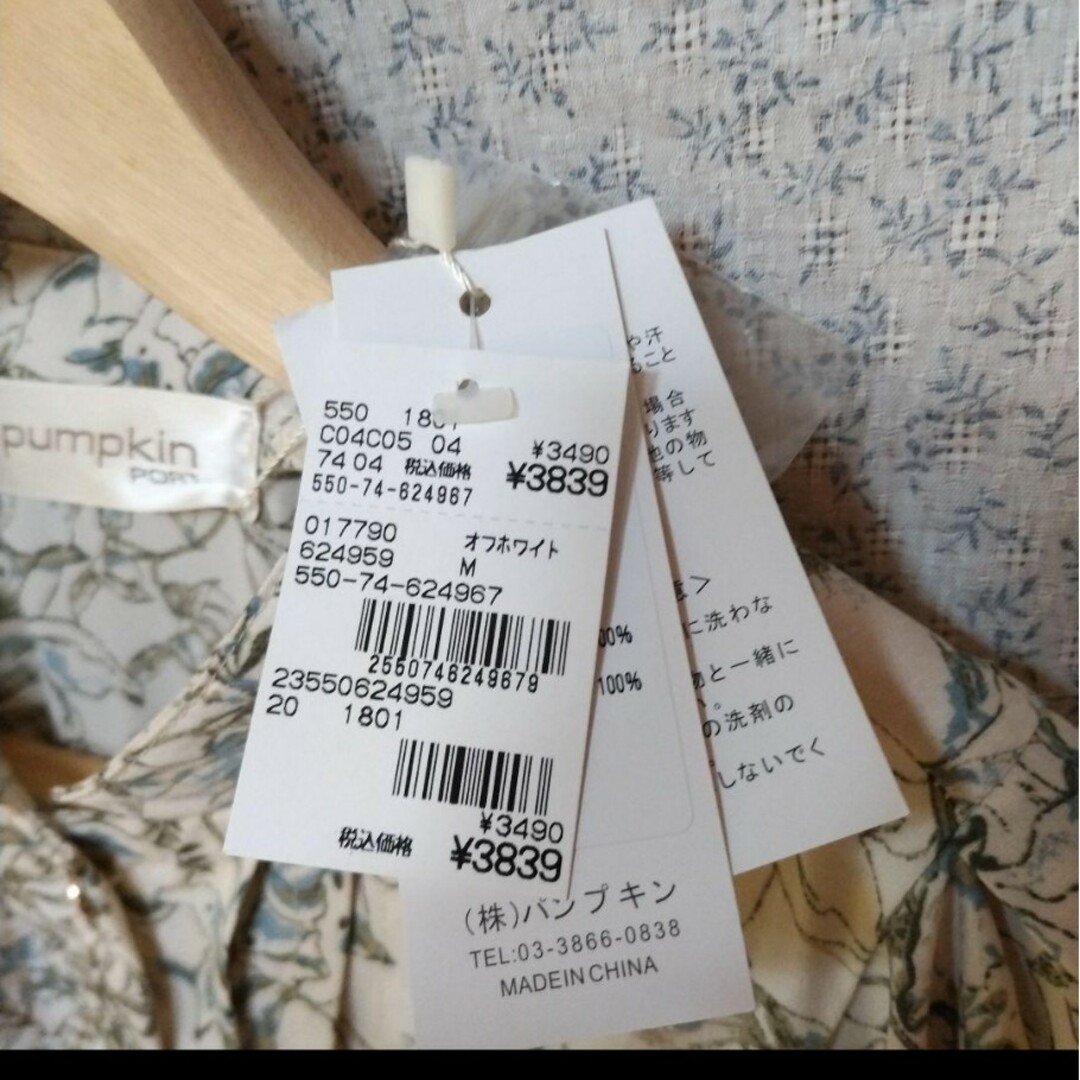 pumpkin
550 1801
C04C05 04 ¥3490
74 04 税込価格 ¥3839
550-74-624967
017790 オフホワイト
624959 M
550-74-624967
2550746249679
23550624959
20 1801
¥3490
税込価格 ¥3839
00%
100%
(株)パンプキン
TEL:03-3866-0838
MADE IN CHINA
や汗
ること
場合
ります
他の物
等して
意>
に洗わな
物と一緒に
い。
の洗剤の
しないでく